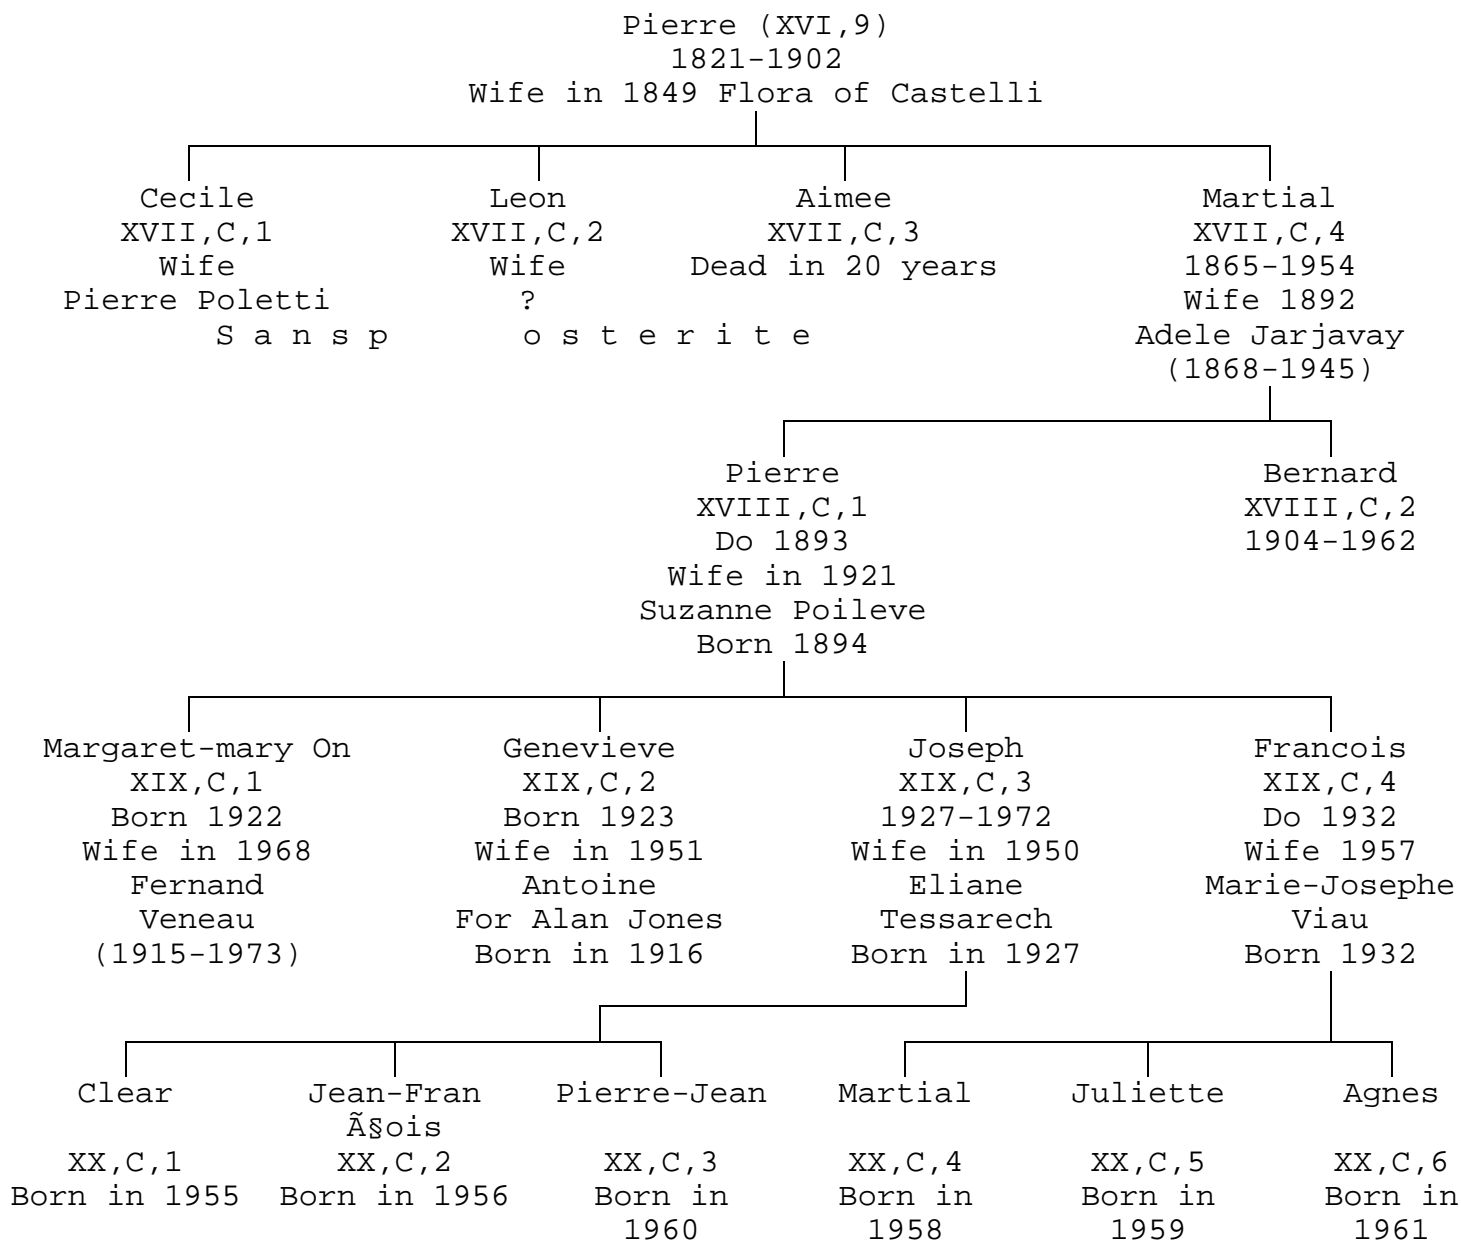 Pierre (XVI,9)
1821-1902
Wife in 1849 Flora of Castelli
Cecile
XVII,C,1
Wife
Pierre Poletti
Leon
XVII,C,2
Wife
?
S a n s p o s t e r i t e
Aimee
XVII,C,3
Dead in 20 years
Martial
XVII,C,4
1865-1954
Wife 1892
Adele Jarjavay
(1868-1945)
Pierre
XVIII,C,1
Do 1893
Wife in 1921
Suzanne Poileve
Born 1894
Bernard
XVIII,C,2
1904-1962
Margaret-mary On
XIX,C,1
Born 1922
Wife in 1968
Fernand
Veneau
(1915-1973)
Genevieve
XIX,C,2
Born 1923
Wife in 1951
Antoine
For Alan Jones
Born in 1916
Joseph
XIX,C,3
1927-1972
Wife in 1950
Eliane
Tessarech
Born in 1927
Francois
XIX,C,4
Do 1932
Wife 1957
Marie-Josephe
Viau
Born 1932
Clear
XX,C,1
Born in 1955
Jean-Fran
Ã§ois
XX,C,2
Born in 1956
Pierre-Jean
XX,C,3
Born in
1960
Martial
XX,C,4
Born in
1958
Juliette
XX,C,5
Born in
1959
Agnes
XX,C,6
Born in
1961